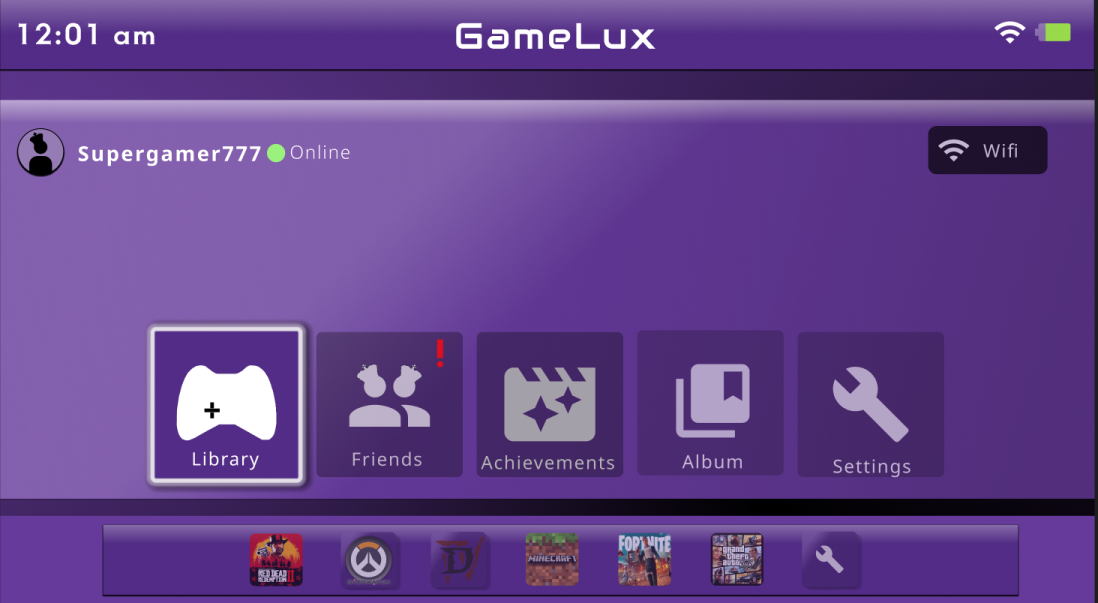 12:01 am
GameLux
Supergamer777 Online
Wifi
!
Library
Friends
Achievements
Album
Settings
RED DEAD
REDEMPTION II
D
MINECRAFT
FORTNITE
grand
theft
auto